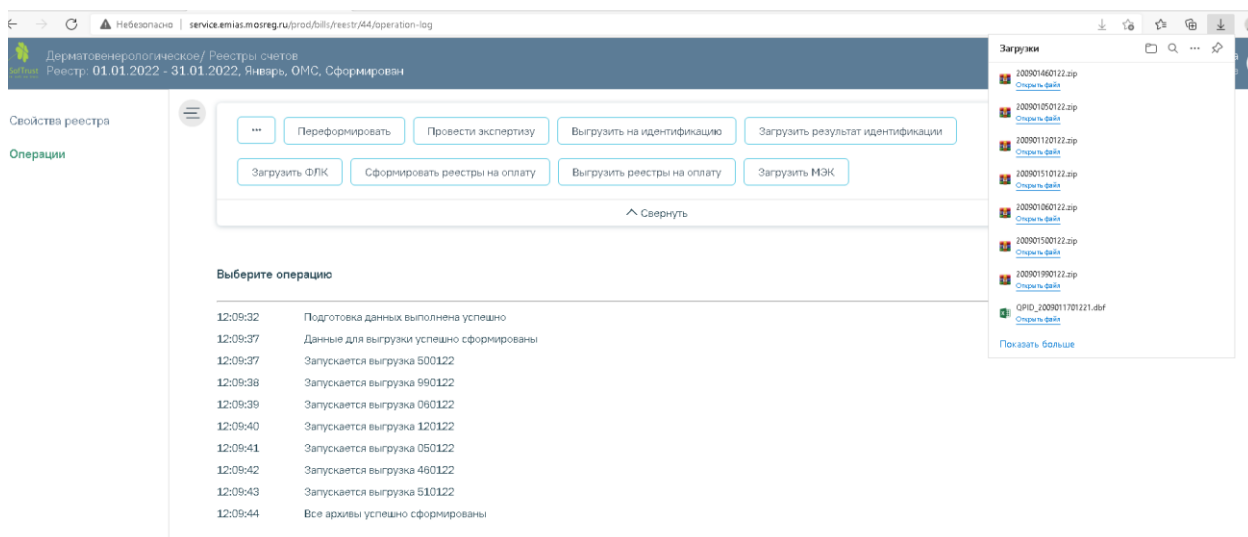 Небезопасно | service.emias.mosreg.ru/prod/bills/reestr/44/operation-log
Дерматовенерологическое/ Реестры счетов
SofTrust Реестр: 01.01.2022 - 31.01.2022, Январь, ОМС, Сформирован
Свойства реестра
Операции
... Переформировать Провести экспертизу Выгрузить на идентификацию Загрузить результат идентификации
Загрузить ФЛК Сформировать реестры на оплату Выгрузить реестры на оплату Загрузить МЭК
Свернуть
Выберите операцию
12:09:32 Подготовка данных выполнена успешно
12:09:37 Данные для выгрузки успешно сформированы
12:09:37 Запускается выгрузка 500122
12:09:38 Запускается выгрузка 990122
12:09:39 Запускается выгрузка 060122
12:09:40 Запускается выгрузка 120122
12:09:41 Запускается выгрузка 050122
12:09:42 Запускается выгрузка 460122
12:09:43 Запускается выгрузка 510122
12:09:44 Все архивы успешно сформированы
Загрузки
200901460122.zip
Открыть файл
200901050122.zip
Открыть файл
200901120122.zip
Открыть файл
200901510122.zip
Открыть файл
200901060122.zip
Открыть файл
200901500122.zip
Открыть файл
200901990122.zip
Открыть файл
QPID_2009011701221.dbf
Открыть файл
Показать больше